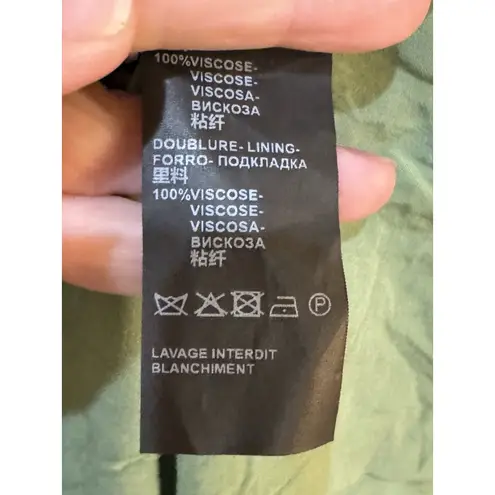 100%VISCOSE-
VISCOSE-
VISCOSA-
ВИСКОЗА
粘纤
DOUBLURE- LINING-
FORRO- ПОДКЛАДКА
里料
100%VISCOSE-
VISCOSE-
VISCOSA-
ВИСКОЗА
粘纤
P
LAVAGE INTERDIT
BLANCHIMENT